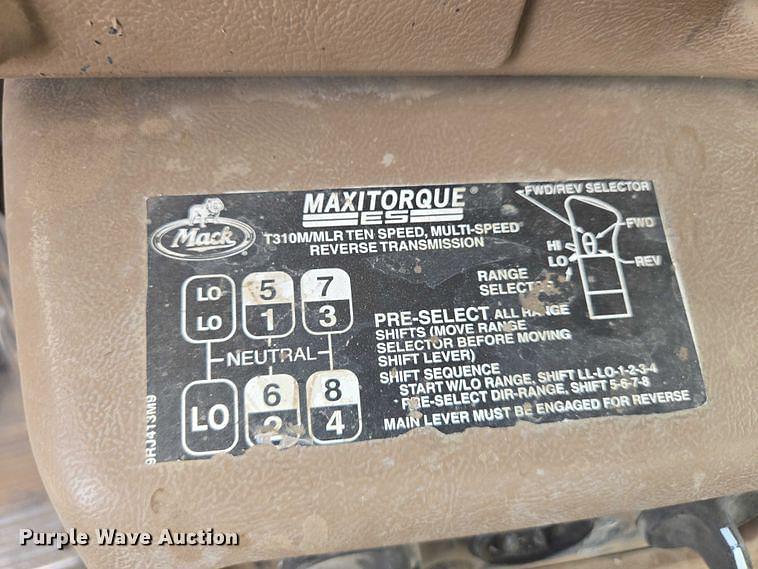 Mack
MAXITORQUE
ES
T310M/MLR TEN SPEED, MULTI-SPEED
REVERSE TRANSMISSION
FWD/REV SELECTOR
FWD
HI
LO
REV
RANGE
LO 5 7
LO 1 3
NEUTRAL
LO 6 8
2 4
PRE-SELECT ALL RANGE
SHIFTS (MOVE RANGE
SELECTOR BEFORE MOVING
SHIFT LEVER)
SHIFT SEQUENCE
START W/LO RANGE, SHIFT LL-LO-1-2-3-4
PRE-SELECT DIR-RANGE, SHIFT 5-6-7-8
MAIN LEVER MUST BE ENGAGED FOR REVERSE
9RJ413M9
Purple Wave Auction